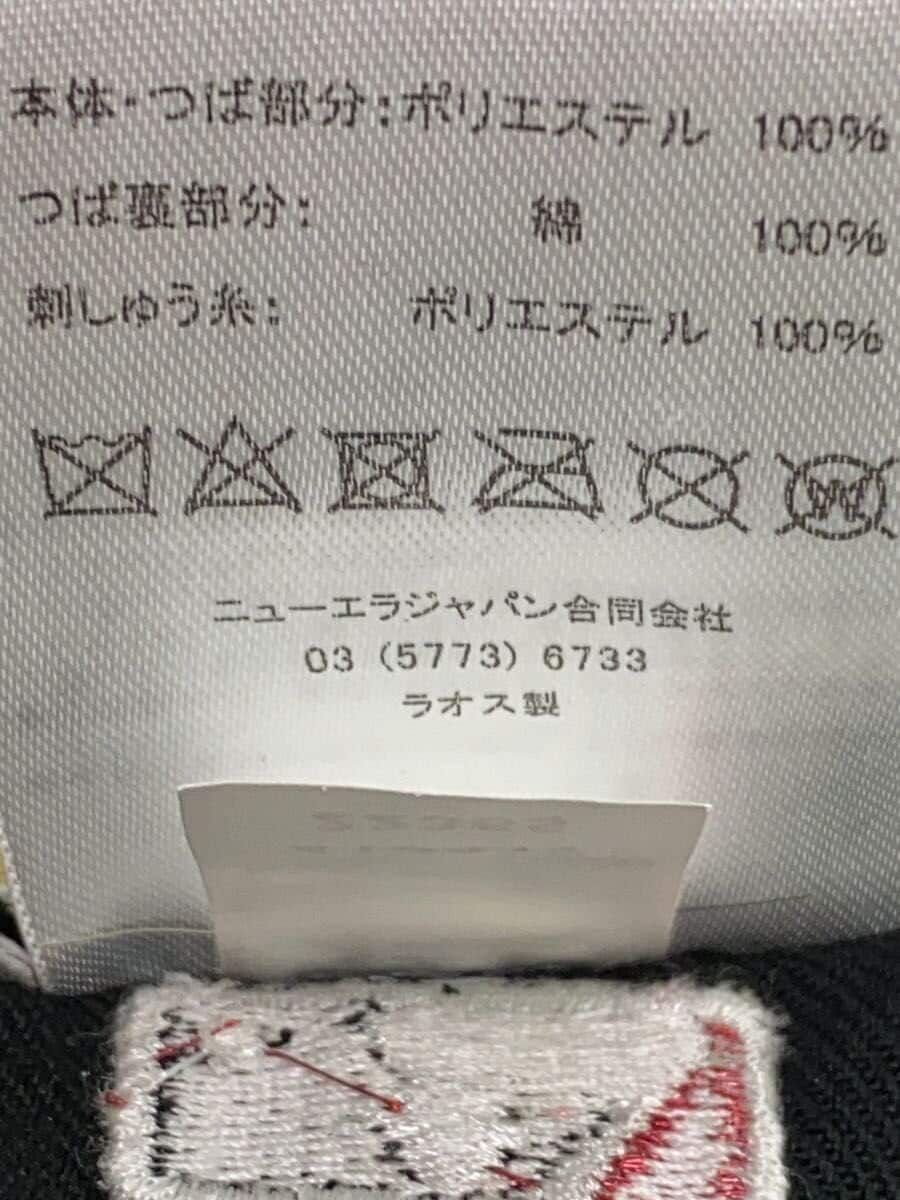 本体・つば部分：ポリエステル 100%
つば裏部分： 綿 100%
刺しゅう糸： ポリエステル 100%
ニューエラジャパン合同会社
03（5773）6733
ラオス製